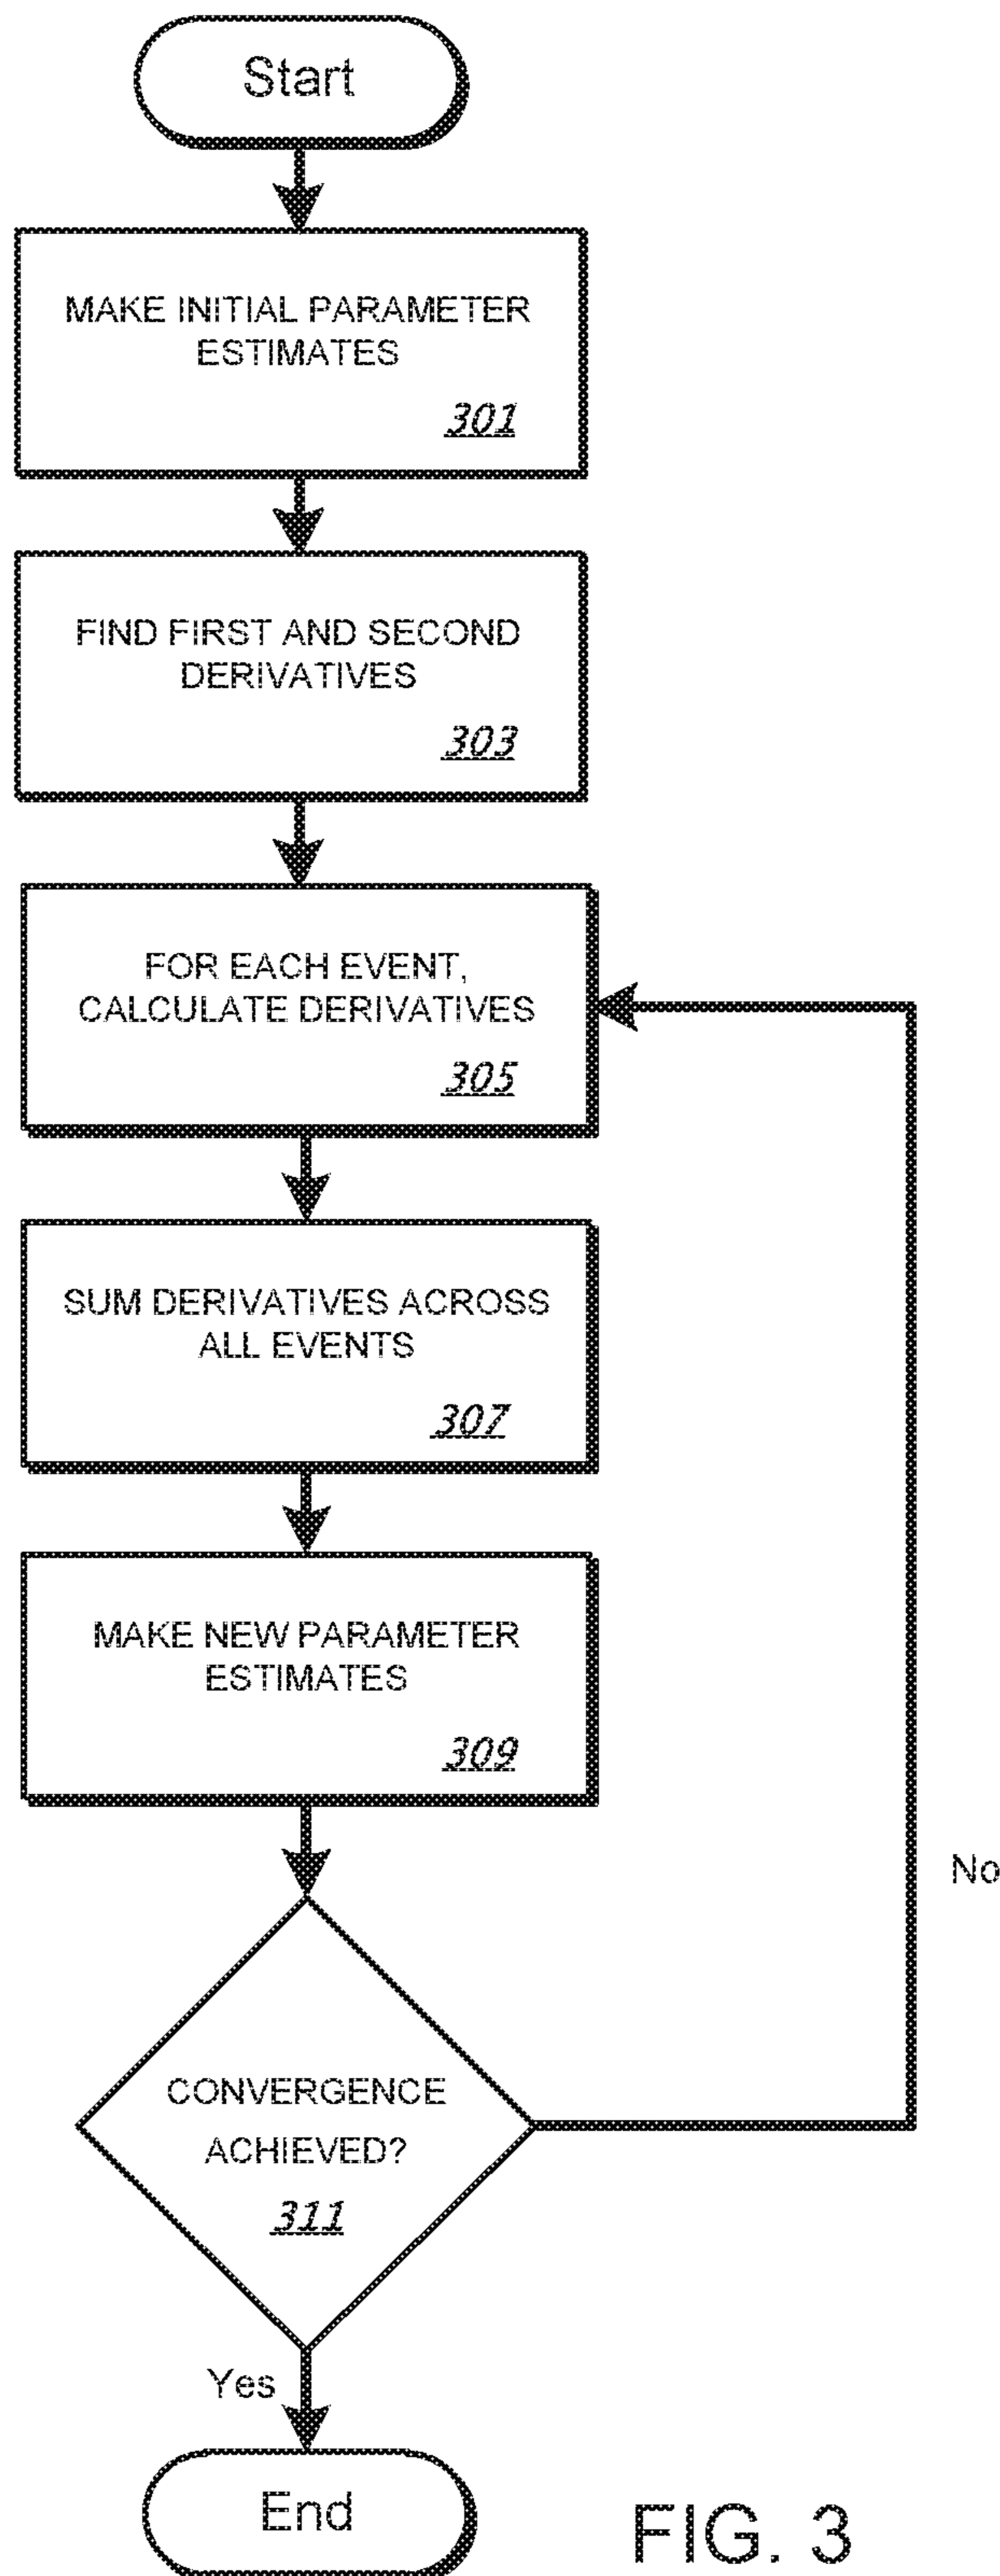 Start
MAKE INITIAL PARAMETER
ESTIMATES
301
FIND FIRST AND SECOND
DERIVATIVES
303
FOR EACH EVENT,
CALCULATE DERIVATIVES
305
SUM DERIVATIVES ACROSS
ALL EVENTS
307
MAKE NEW PARAMETER
ESTIMATES
309
No
CONVERGENCE
ACHIEVED?
311
Yes
End
FIG. 3